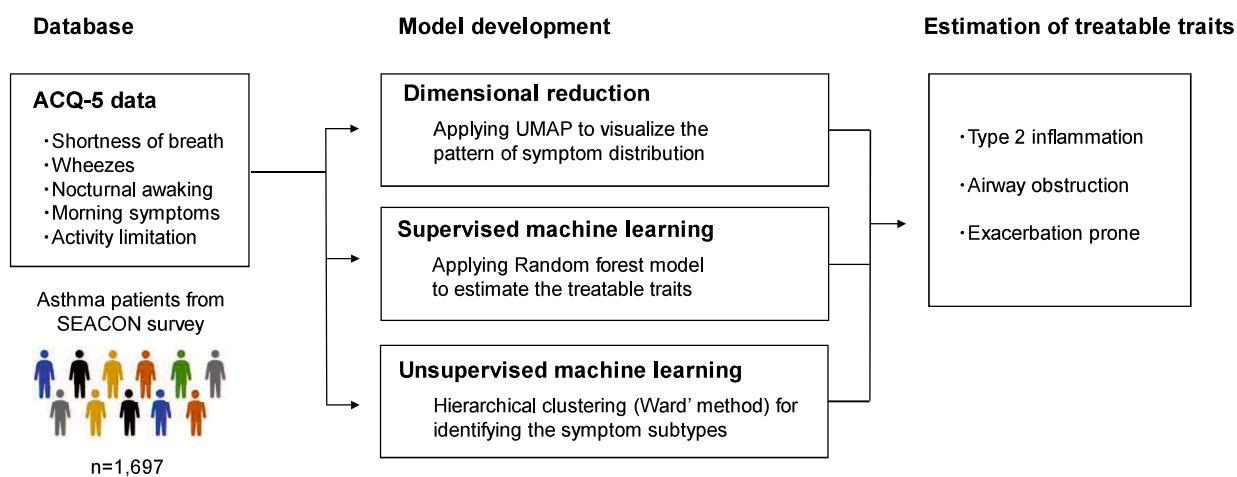 Database
ACQ-5 data
・Shortness of breath
・Wheezes
・Nocturnal awaking
・Morning symptoms
・Activity limitation
Asthma patients from
SEACON survey
n=1,697
Model development
Dimensional reduction
Applying UMAP to visualize the
pattern of symptom distribution
Supervised machine learning
Applying Random forest model
to estimate the treatable traits
Unsupervised machine learning
Hierarchical clustering (Ward' method) for
identifying the symptom subtypes
Estimation of treatable traits
・Type 2 inflammation
・Airway obstruction
・Exacerbation prone